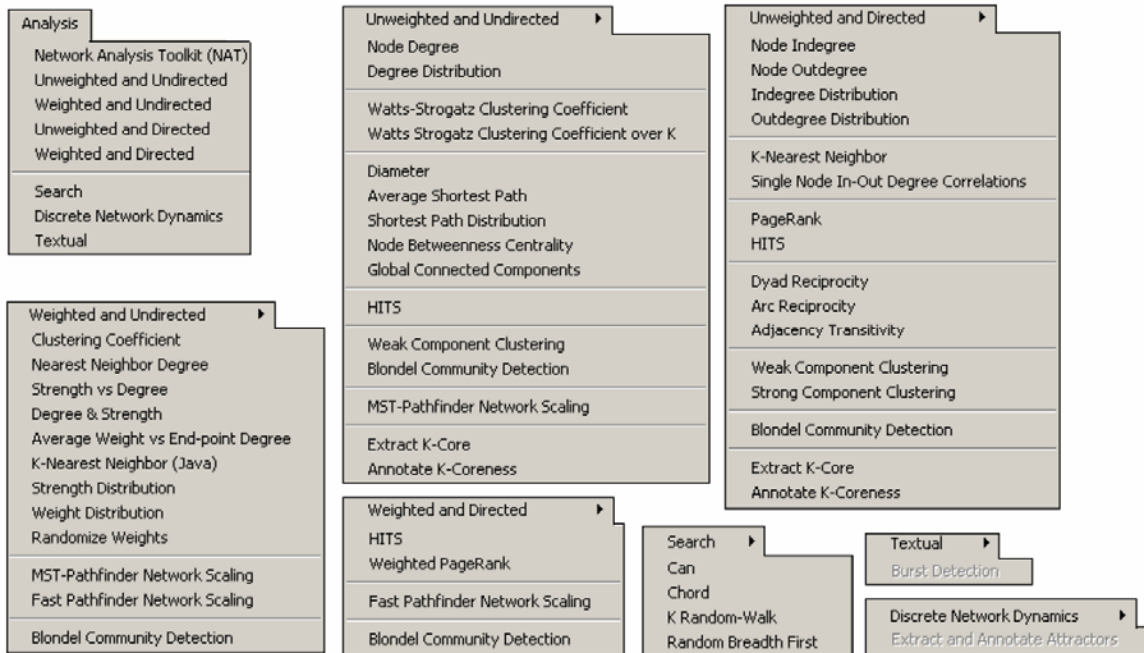 Analysis
Network Analysis Toolkit (NAT)
Unweighted and Undirected
Weighted and Undirected
Unweighted and Directed
Weighted and Directed
Search
Discrete Network Dynamics
Textual
Unweighted and Undirected
Node Degree
Degree Distribution
Watts-Strogatz Clustering Coefficient
Watts Strogatz Clustering Coefficient over K
Diameter
Average Shortest Path
Shortest Path Distribution
Node Betweenness Centrality
Global Connected Components
HITS
Weak Component Clustering
Blondel Community Detection
MST-Pathfinder Network Scaling
Extract K-Core
Annotate K-Coreness
Unweighted and Directed
Node Indegree
Node Outdegree
Indegree Distribution
Outdegree Distribution
K-Nearest Neighbor
Single Node In-Out Degree Correlations
PageRank
HITS
Dyad Reciprocity
Arc Reciprocity
Adjacency Transitivity
Weak Component Clustering
Strong Component Clustering
Blondel Community Detection
Extract K-Core
Annotate K-Coreness
Weighted and Undirected
Clustering Coefficient
Nearest Neighbor Degree
Strength vs Degree
Degree & Strength
Average Weight vs End-point Degree
K-Nearest Neighbor (Java)
Strength Distribution
Weight Distribution
Randomize Weights
MST-Pathfinder Network Scaling
Fast Pathfinder Network Scaling
Blondel Community Detection
Weighted and Directed
HITS
Weighted PageRank
Fast Pathfinder Network Scaling
Blondel Community Detection
Search
Can
Chord
K Random-Walk
Random Breadth First
Textual
Burst Detection
Discrete Network Dynamics
Extract and Annotate Attractors